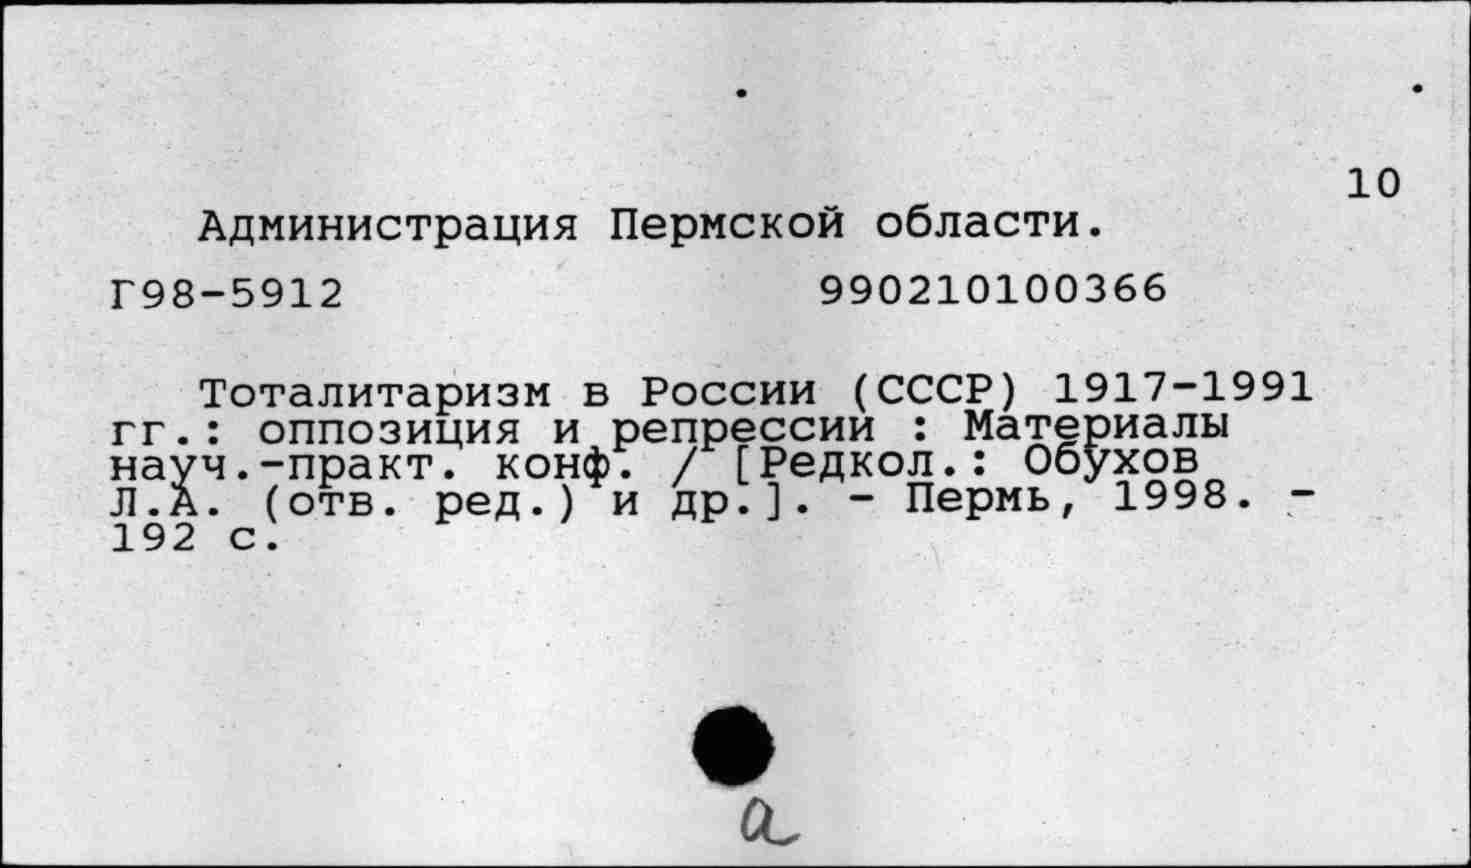 10
Администрация Пермской области.
Г98-5912 990210100366
Тоталитаризм в России (СССР) 1917-1991
гг.: оппозиция и репрессии : Материалы
науч.-практ. конф. / [Редкол.: Обухов
Л.А. (отв. ред.) и др.]. - Пермь, 1998. -
192 с.
а